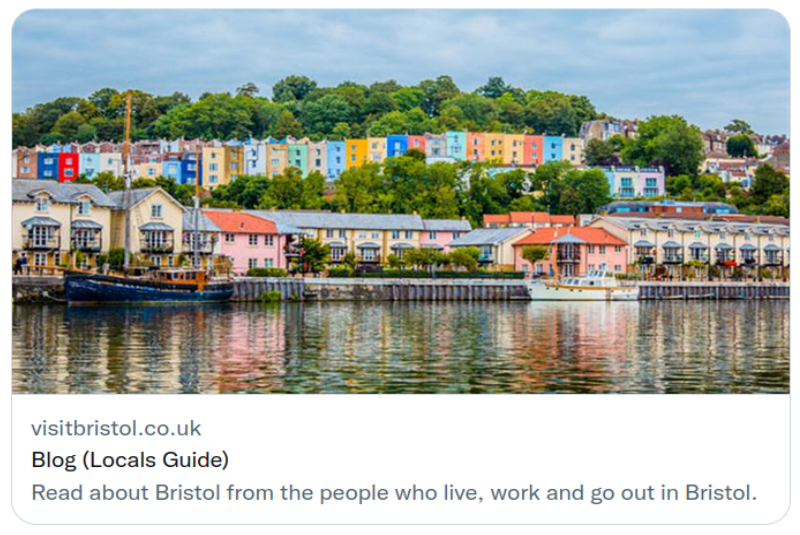 visitbristol.co.uk
Blog (Locals Guide)
Read about Bristol from the people who live, work and go out in Bristol.